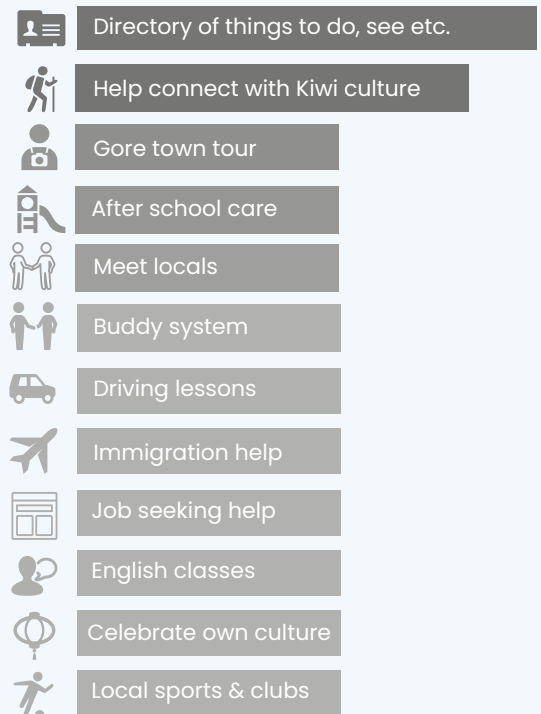 Directory of things to do, see etc.
Help connect with Kiwi culture
Gore town tour
After school care
Meet locals
Buddy system
Driving lessons
Immigration help
Job seeking help
English classes
Celebrate own culture
Local sports & clubs